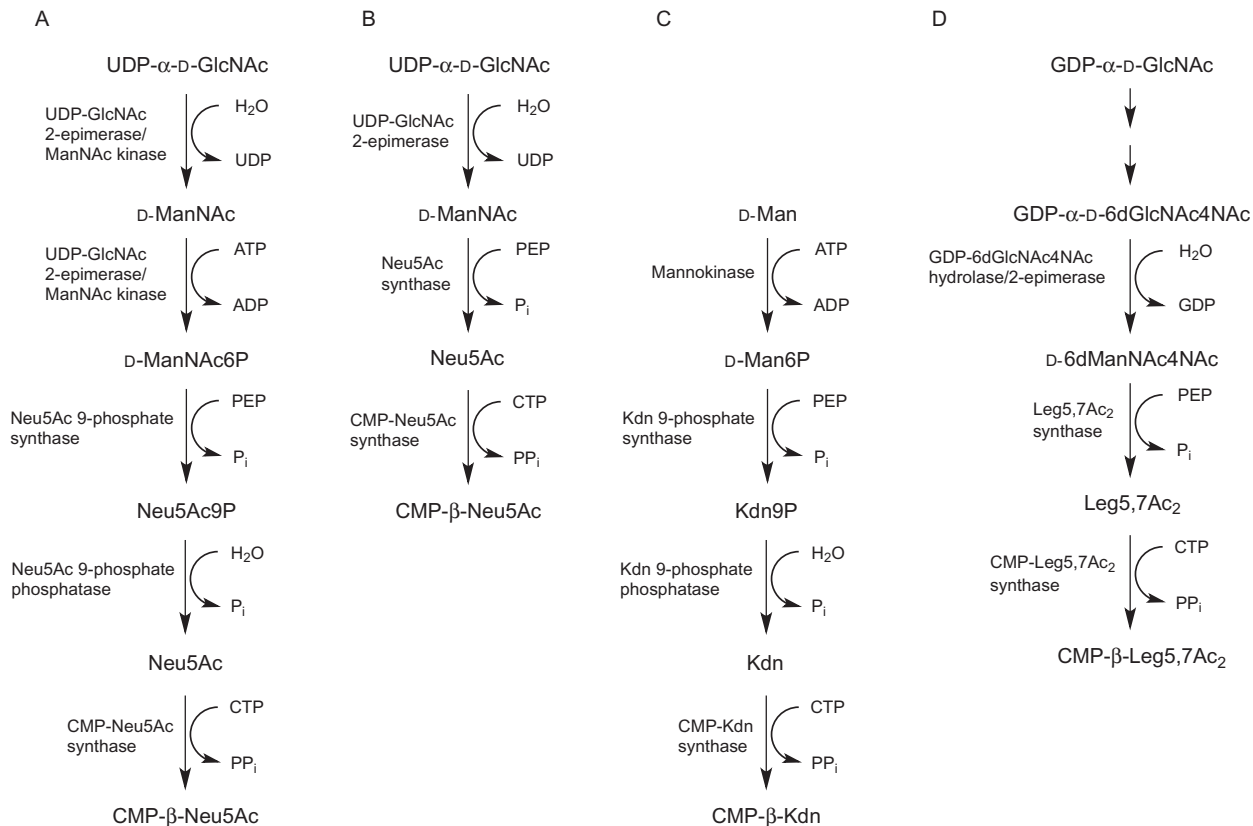 A
UDP-α-D-GlcNAc
UDP-GlcNAc
2-epimerase/
ManNAc kinase
H₂O
UDP
D-ManNAc
UDP-GlcNAc
2-epimerase/
ManNAc kinase
ATP
ADP
D-ManNAc6P
Neu5Ac 9-phosphate
synthase
PEP
Pᵢ
Neu5Ac9P
Neu5Ac 9-phosphate
phosphatase
H₂O
Pᵢ
Neu5Ac
CMP-Neu5Ac
synthase
CTP
PPᵢ
CMP-β-Neu5Ac
B
UDP-α-D-GlcNAc
UDP-GlcNAc
2-epimerase
H₂O
UDP
D-ManNAc
Neu5Ac
synthase
PEP
Pᵢ
Neu5Ac
CMP-Neu5Ac
synthase
CTP
PPᵢ
CMP-β-Neu5Ac
C
D-Man
Mannokinase
ATP
ADP
D-Man6P
Kdn 9-phosphate
synthase
PEP
Pᵢ
Kdn9P
Kdn 9-phosphate
phosphatase
H₂O
Pᵢ
Kdn
CMP-Kdn
synthase
CTP
PPᵢ
CMP-β-Kdn
D
GDP-α-D-GlcNAc
GDP-α-D-6dGlcNAc4NAc
GDP-6dGlcNAc4NAc
hydrolase/2-epimerase
H₂O
GDP
D-6dManNAc4NAc
Leg5,7Ac₂
synthase
PEP
Pᵢ
Leg5,7Ac₂
CMP-Leg5,7Ac₂
synthase
CTP
PPᵢ
CMP-β-Leg5,7Ac₂